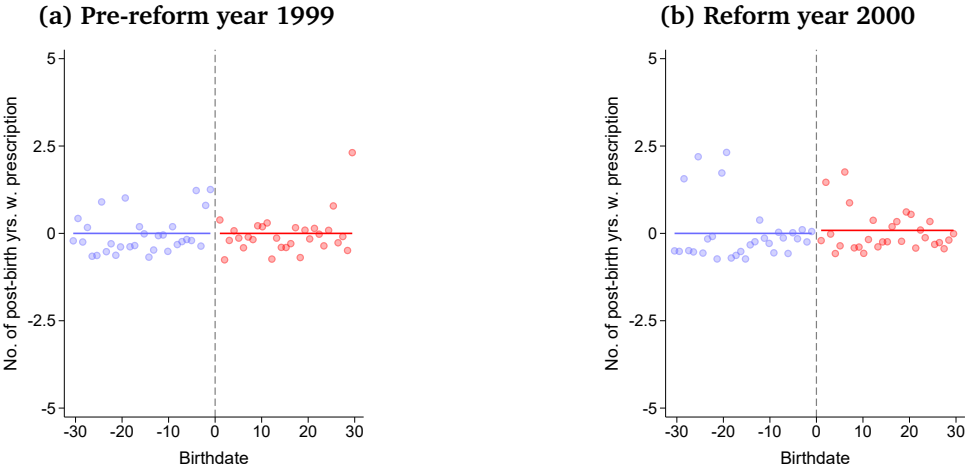 (a) Pre-reform year 1999
No. of post-birth yrs. w. prescription
5
2.5
0
-2.5
-5
-30 -20 -10 0 10 20 30
Birthdate
(b) Reform year 2000
No. of post-birth yrs. w. prescription
5
2.5
0
-2.5
-5
-30 -20 -10 0 10 20 30
Birthdate